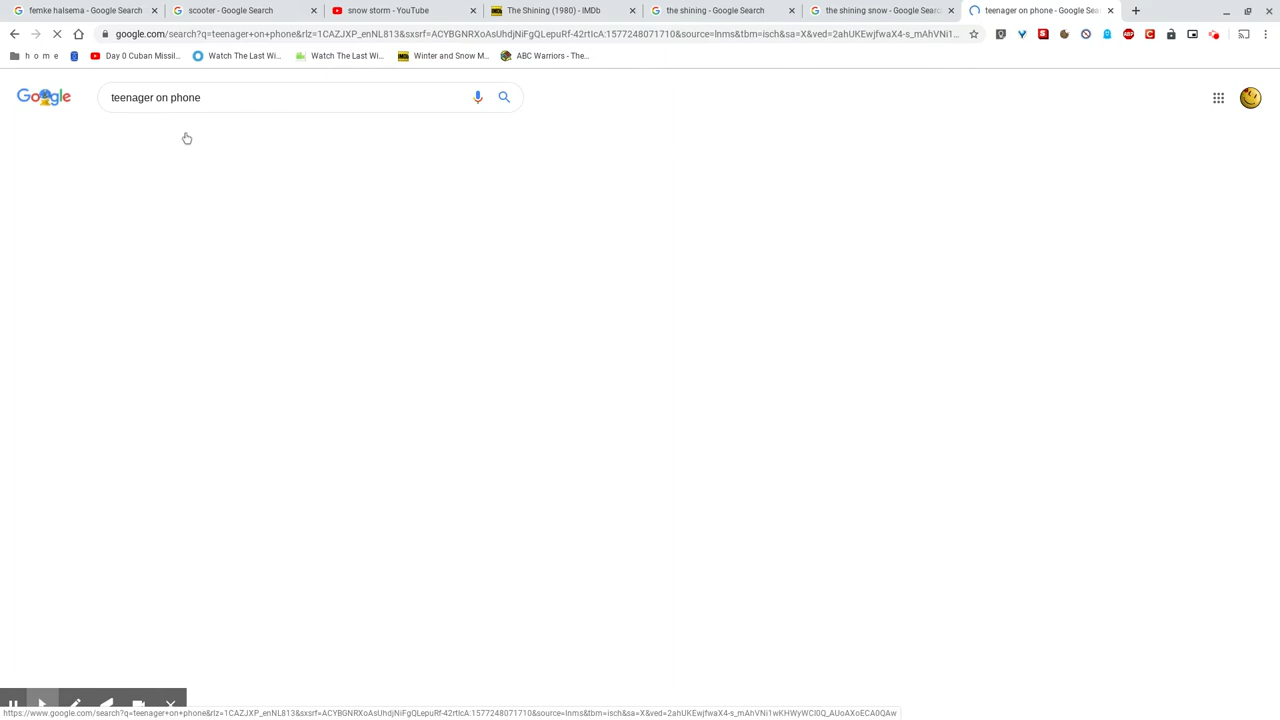 femke halsema - Google Search
scooter - Google Search
snow storm - YouTube
The Shining (1980) - IMDb
the shining - Google Search
the shining snow - Google Searc
teenager on phone - Google Sea
google.com/search?q=teenager+on+phone&rlz=1CAZJXP_enNL813&sxsrf=ACYBGNRXoAsUhdjNiFgQLepuRf-42rtIcA:1577248071710&source=lnms&tbm=isch&sa=X&ved=2ahUKEwjfwaX4-s_mAhVNi1wKHWyWCI0Q_AUoAXoECA0QA...
h o m e
Day 0 Cuban Missil...
Watch The Last Wi...
Watch The Last Wi...
Winter and Snow M...
ABC Warriors - The...
Google
teenager on phone
https://www.google.com/search?q=teenager+on+phone&rlz=1CAZJXP_enNL813&sxsrf=ACYBGNRXoAsUhdjNiFgQLepuRf-42rtIcA:1577248071710&source=lnms&tbm=isch&sa=X&ved=2ahUKEwjfwaX4-s_mAhVNi1wKHWyWCI0Q_AUoAXoECA0QAw